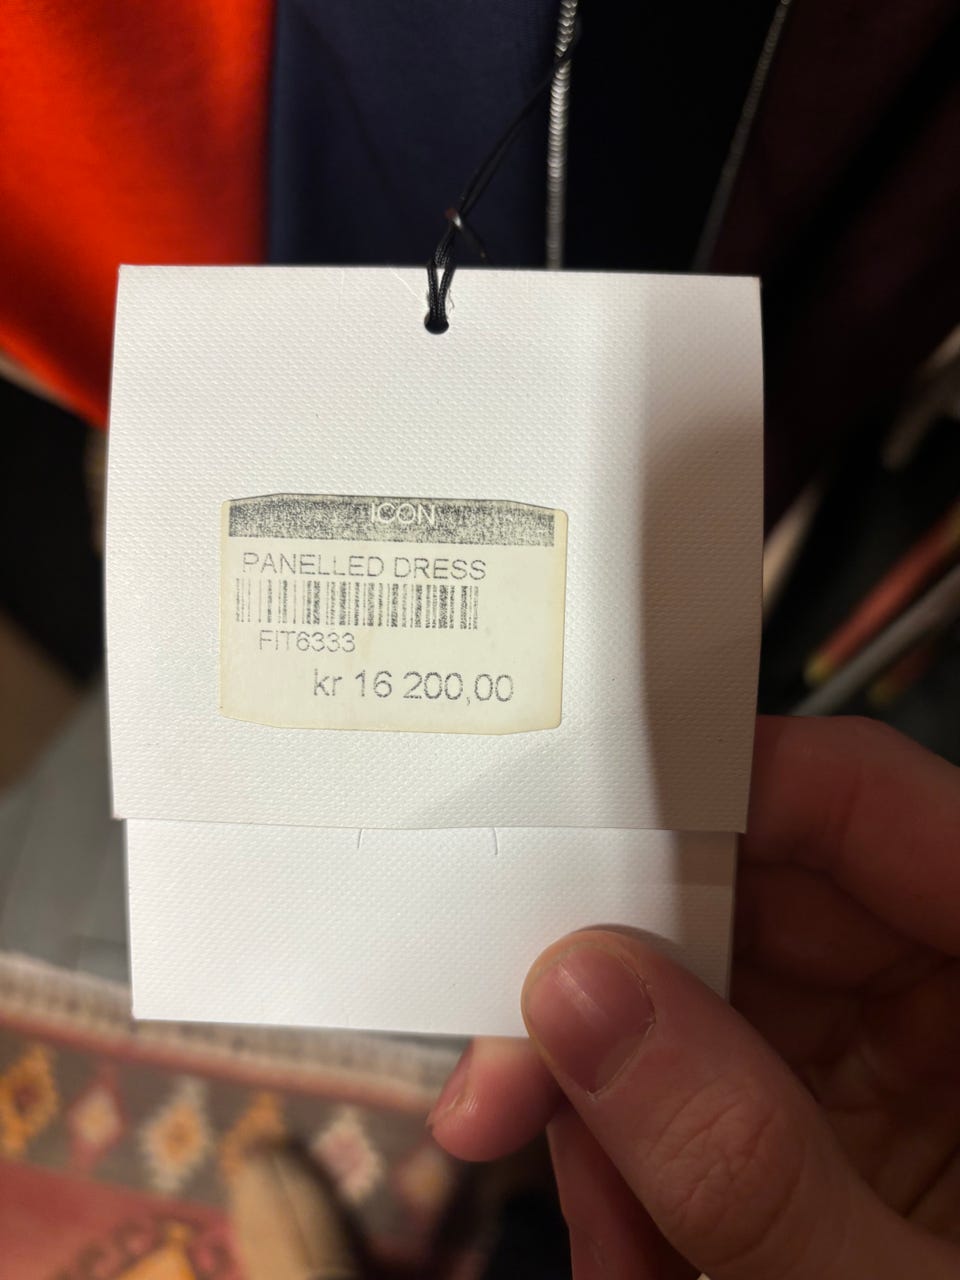 ICON
PANELLED DRESS
FIT6333
kr 16 200,00